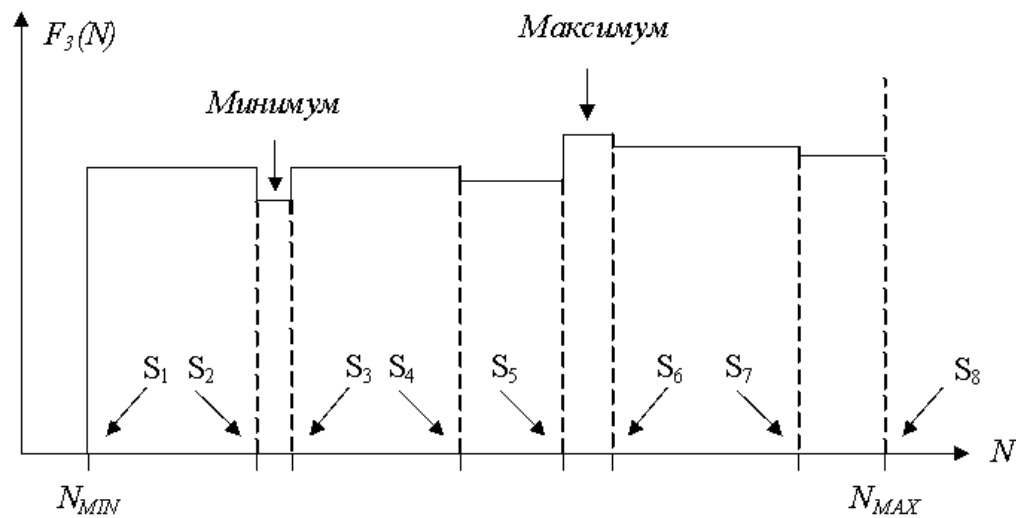 F₃(N)
Максимум
Минимум
S₁ S₂ S₃ S₄ S₅ S₆ S₇ S₈
N
N_MIN N_MAX